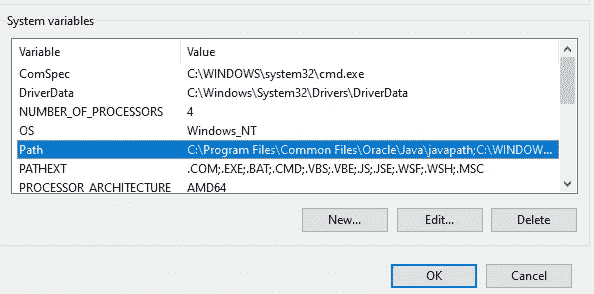 System variables
Variable Value
ComSpec C:\WINDOWS\system32\cmd.exe
DriverData C:\Windows\System32\Drivers\DriverData
NUMBER_OF_PROCESSORS 4
OS Windows_NT
Path C:\Program Files\Common Files\Oracle\Java\javapath;C:\WINDOW...
PATHEXT .COM;.EXE;.BAT;.CMD;.VBS;.VBE;.JS;.JSE;.WSF;.WSH;.MSC
PROCESSOR_ARCHITECTURE AMD64
New... Edit... Delete
OK Cancel